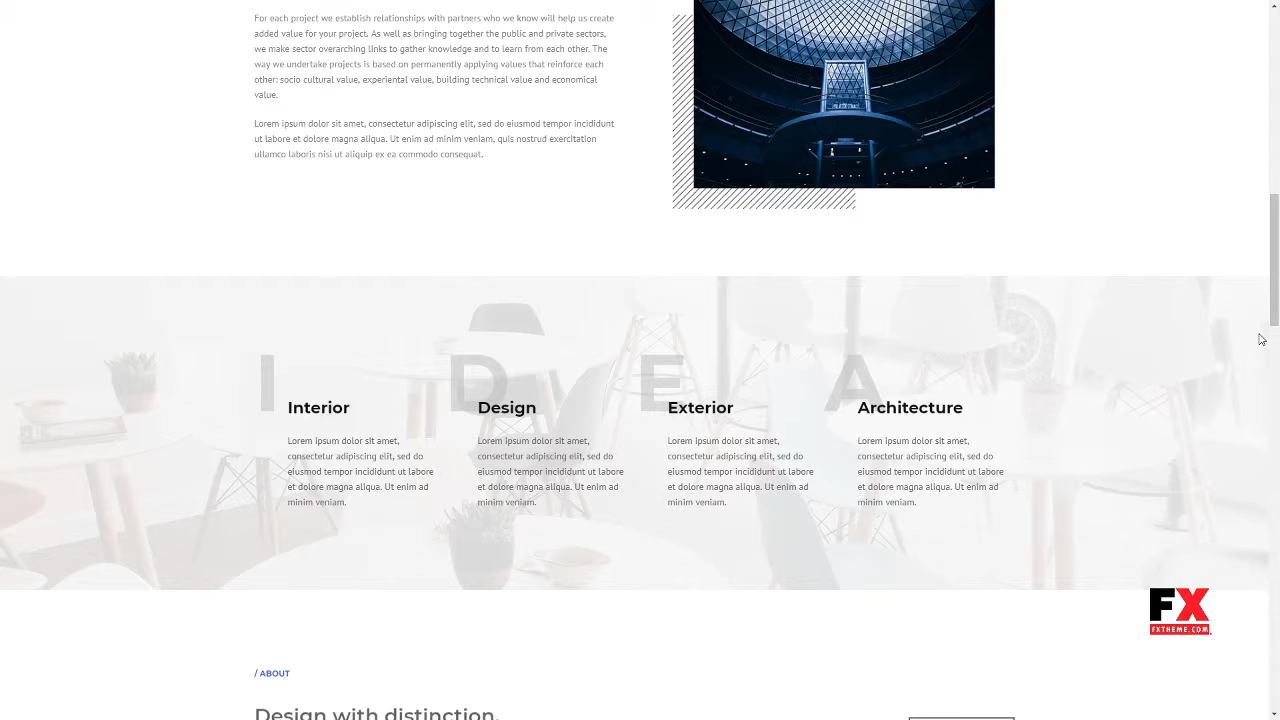 For each project we establish relationships with partners who we know will help us create
added value for your project. As well as bringing together the public and private sectors,
we make sector overarching links to gather knowledge and to learn from each other. The
way we undertake projects is based on permanently applying values that reinforce each
other: socio cultural value, experiental value, building technical value and economical
value.
Lorem ipsum dolor sit amet, consectetur adipiscing elit, sed do eiusmod tempor incididunt
ut labore et dolore magna aliqua. Ut enim ad minim veniam, quis nostrud exercitation
ullamco laboris nisi ut aliquip ex ea commodo consequat.
I D E A
Interior
Lorem ipsum dolor sit amet,
consectetur adipiscing elit, sed do
eiusmod tempor incididunt ut labore
et dolore magna aliqua. Ut enim ad
minim veniam.
Design
Lorem ipsum dolor sit amet,
consectetur adipiscing elit, sed do
eiusmod tempor incididunt ut labore
et dolore magna aliqua. Ut enim ad
minim veniam.
Exterior
Lorem ipsum dolor sit amet,
consectetur adipiscing elit, sed do
eiusmod tempor incididunt ut labore
et dolore magna aliqua. Ut enim ad
minim veniam.
Architecture
Lorem ipsum dolor sit amet,
consectetur adipiscing elit, sed do
eiusmod tempor incididunt ut labore
et dolore magna aliqua. Ut enim ad
minim veniam.
FX
FXTHEME.COM
/ ABOUT
Design with distinction.